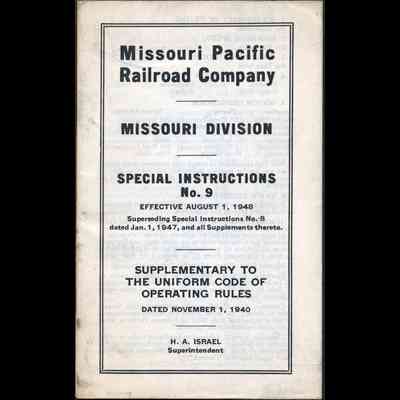 Missouri Pacific
Railroad Company
MISSOURI DIVISION
SPECIAL INSTRUCTIONS
No. 9
EFFECTIVE AUGUST 1, 1948
Superseding Special Instructions No. 8
dated Jan. 1, 1947, and all Supplements thereto.
SUPPLEMENTARY TO
THE UNIFORM CODE OF
OPERATING RULES
DATED NOVEMBER 1, 1940
H. A. ISRAEL
Superintendent